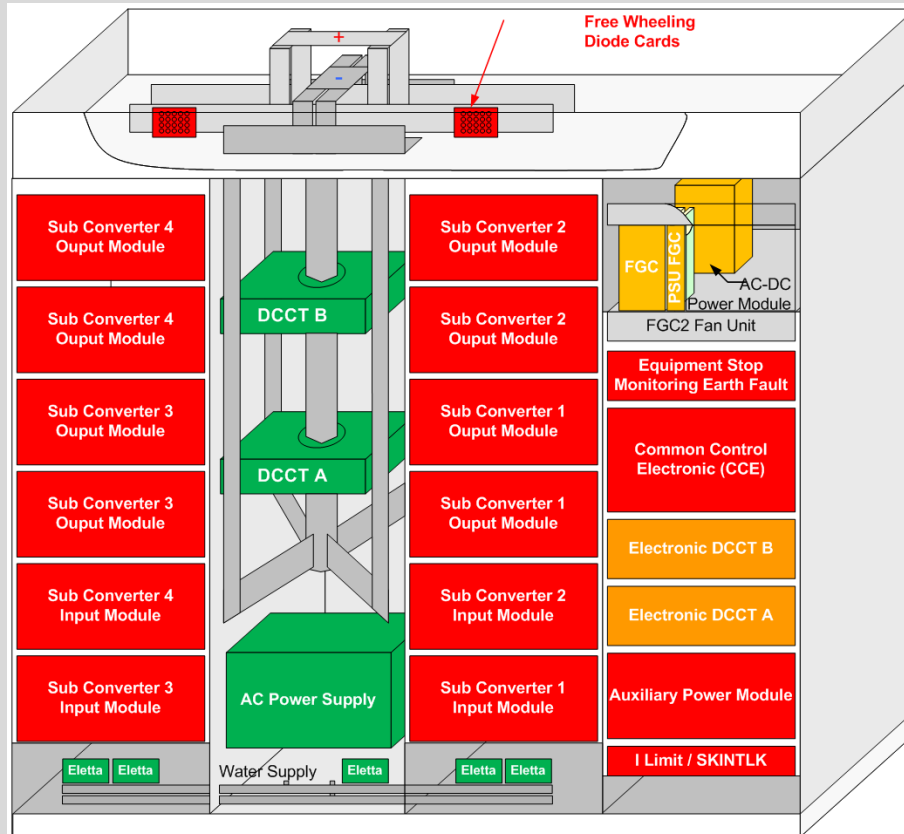 Free Wheeling
Diode Cards
+
-
Sub Converter 4
Ouput Module
Sub Converter 4
Ouput Module
Sub Converter 3
Ouput Module
Sub Converter 3
Ouput Module
Sub Converter 4
Input Module
Sub Converter 3
Input Module
Eletta
Eletta
DCCT B
DCCT A
AC Power Supply
Water Supply
Eletta
Sub Converter 2
Ouput Module
Sub Converter 2
Ouput Module
Sub Converter 1
Ouput Module
Sub Converter 1
Ouput Module
Sub Converter 2
Input Module
Sub Converter 1
Input Module
Eletta
Eletta
FGC
PSU FGC
AC-DC
Power Module
FGC2 Fan Unit
Equipment Stop
Monitoring Earth Fault
Common Control
Electronic (CCE)
Electronic DCCT B
Electronic DCCT A
Auxiliary Power Module
I Limit / SKINTLK